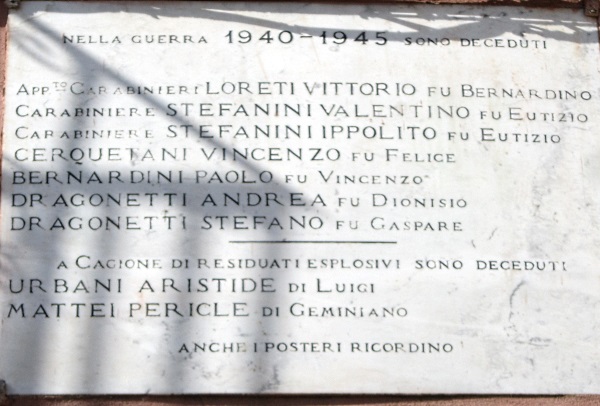 NELLA GUERRA 1940-1945 SONO DECEDUTI
APP.TO CARABINIERI LORETI VITTORIO FU BERNARDINO
CARABINIERE STEFANINI VALENTINO FU EUTIZIO
CARABINIERE STEFANINI IPPOLITO FU EUTIZIO
CERQUETANI VINCENZO FU FELICE
BERNARDINI PAOLO FU VINCENZO
DRAGONETTI ANDREA FU DIONISIO
DRAGONETTI STEFANO FU GASPARE
A CAGIONE DI RESIDUATI ESPLOSIVI SONO DECEDUTI
URBANI ARISTIDE DI LUIGI
MATTEI PERICLE DI GEMINIANO
ANCHE I POSTERI RICORDINO